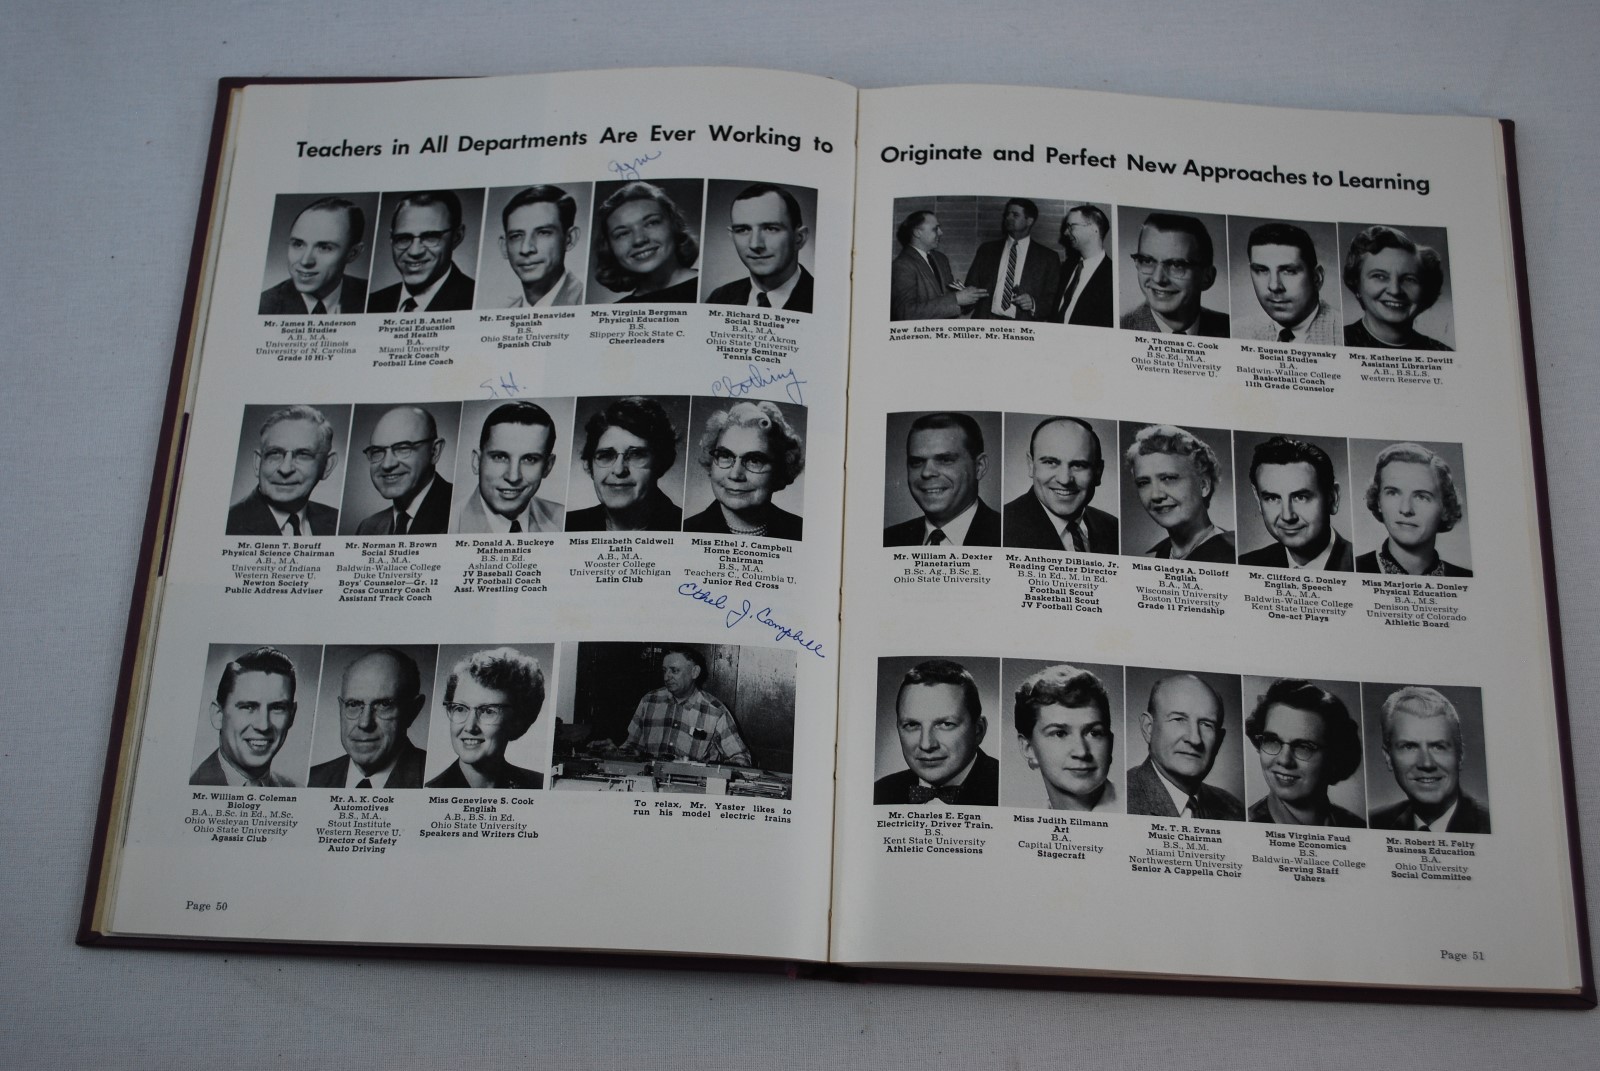 Teachers in All Departments Are Ever Working to
Gym
Mr. James R. Anderson
Social Studies
A.B., M.A.
University of Illinois
University of N. Carolina
Grade 10 Hi-Y
Mr. Carl B. Antel
Physical Education
and Health
B.A.
Miami University
Track Coach
Football Line Coach
Mr. Exequiel Benavides
Spanish
B.S.
Ohio State University
Spanish Club
Mrs. Virginia Bergman
Physical Education
B.S.
Slippery Rock State C.
Cheerleaders
Mr. Richard D. Beyer
Social Studies
B.A., M.A.
University of Akron
Ohio State University
History Seminar
Tennis Coach
S.H.
Clothing
Mr. Glenn T. Boruff
Physical Science Chairman
A.B., M.A.
University of Indiana
Western Reserve U.
Newton Society
Public Address Adviser
Mr. Norman R. Brown
Social Studies
B.A., M.A.
Baldwin-Wallace College
Duke University
Boys' Counselor—Gr. 12
Cross Country Coach
Assistant Track Coach
Mr. Donald A. Buckeye
Mathematics
B.S. in Ed.
Ashland College
JV Baseball Coach
JV Football Coach
Asst. Wrestling Coach
Miss Elizabeth Caldwell
Latin
A.B., M.A.
Wooster College
University of Michigan
Latin Club
Miss Ethel J. Campbell
Home Economics
Chairman
B.S., M.A.
Teachers C., Columbia U.
Junior Red Cross
Ethel J. Campbell
Mr. William G. Coleman
Biology
B.A., B.Sc. in Ed., M.Sc.
Ohio Wesleyan University
Ohio State University
Agassiz Club
Mr. A. K. Cook
Automotives
B.S., M.A.
Stout Institute
Western Reserve U.
Director of Safety
Auto Driving
Miss Genevieve S. Cook
English
A.B., B.S. in Ed.
Ohio State University
Speakers and Writers Club
To relax, Mr. Yaster likes to
run his model electric trains
Page 50
Originate and Perfect New Approaches to Learning
New fathers compare notes: Mr.
Anderson, Mr. Miller, Mr. Hanson
Mr. Thomas C. Cook
Art Chairman
B.Sc.Ed., M.A.
Ohio State University
Western Reserve U.
Mr. Eugene Degyansky
Social Studies
B.A.
Baldwin-Wallace College
Basketball Coach
11th Grade Counselor
Mrs. Katherine K. Devitt
Assistant Librarian
A.B., B.S.L.S.
Western Reserve U.
Mr. William A. Dexter
Planetarium
B.Sc. Ag., B.Sc.E.
Ohio State University
Mr. Anthony DiBiasio, Jr.
Reading Center Director
B.S. in Ed., M. in Ed.
Ohio University
Football Scout
Basketball Scout
JV Football Coach
Miss Gladys A. Dolloff
English
B.A., M.A.
Wisconsin University
Boston University
Grade 11 Friendship
Mr. Clifford G. Donley
English, Speech
B.A., M.A.
Baldwin-Wallace College
Kent State University
One-act Plays
Miss Marjorie A. Donley
Physical Education
B.A., M.S.
Denison University
University of Colorado
Athletic Board
Mr. Charles E. Egan
Electricity, Driver Train.
B.S.
Kent State University
Athletic Concessions
Miss Judith Eilmann
Art
B.A.
Capital University
Stagecraft
Mr. T. R. Evans
Music Chairman
B.S., M.M.
Miami University
Northwestern University
Senior A Cappella Choir
Miss Virginia Faud
Home Economics
B.S.
Baldwin-Wallace College
Serving Staff
Ushers
Mr. Robert H. Felty
Business Education
B.A.
Ohio University
Social Committee
Page 51